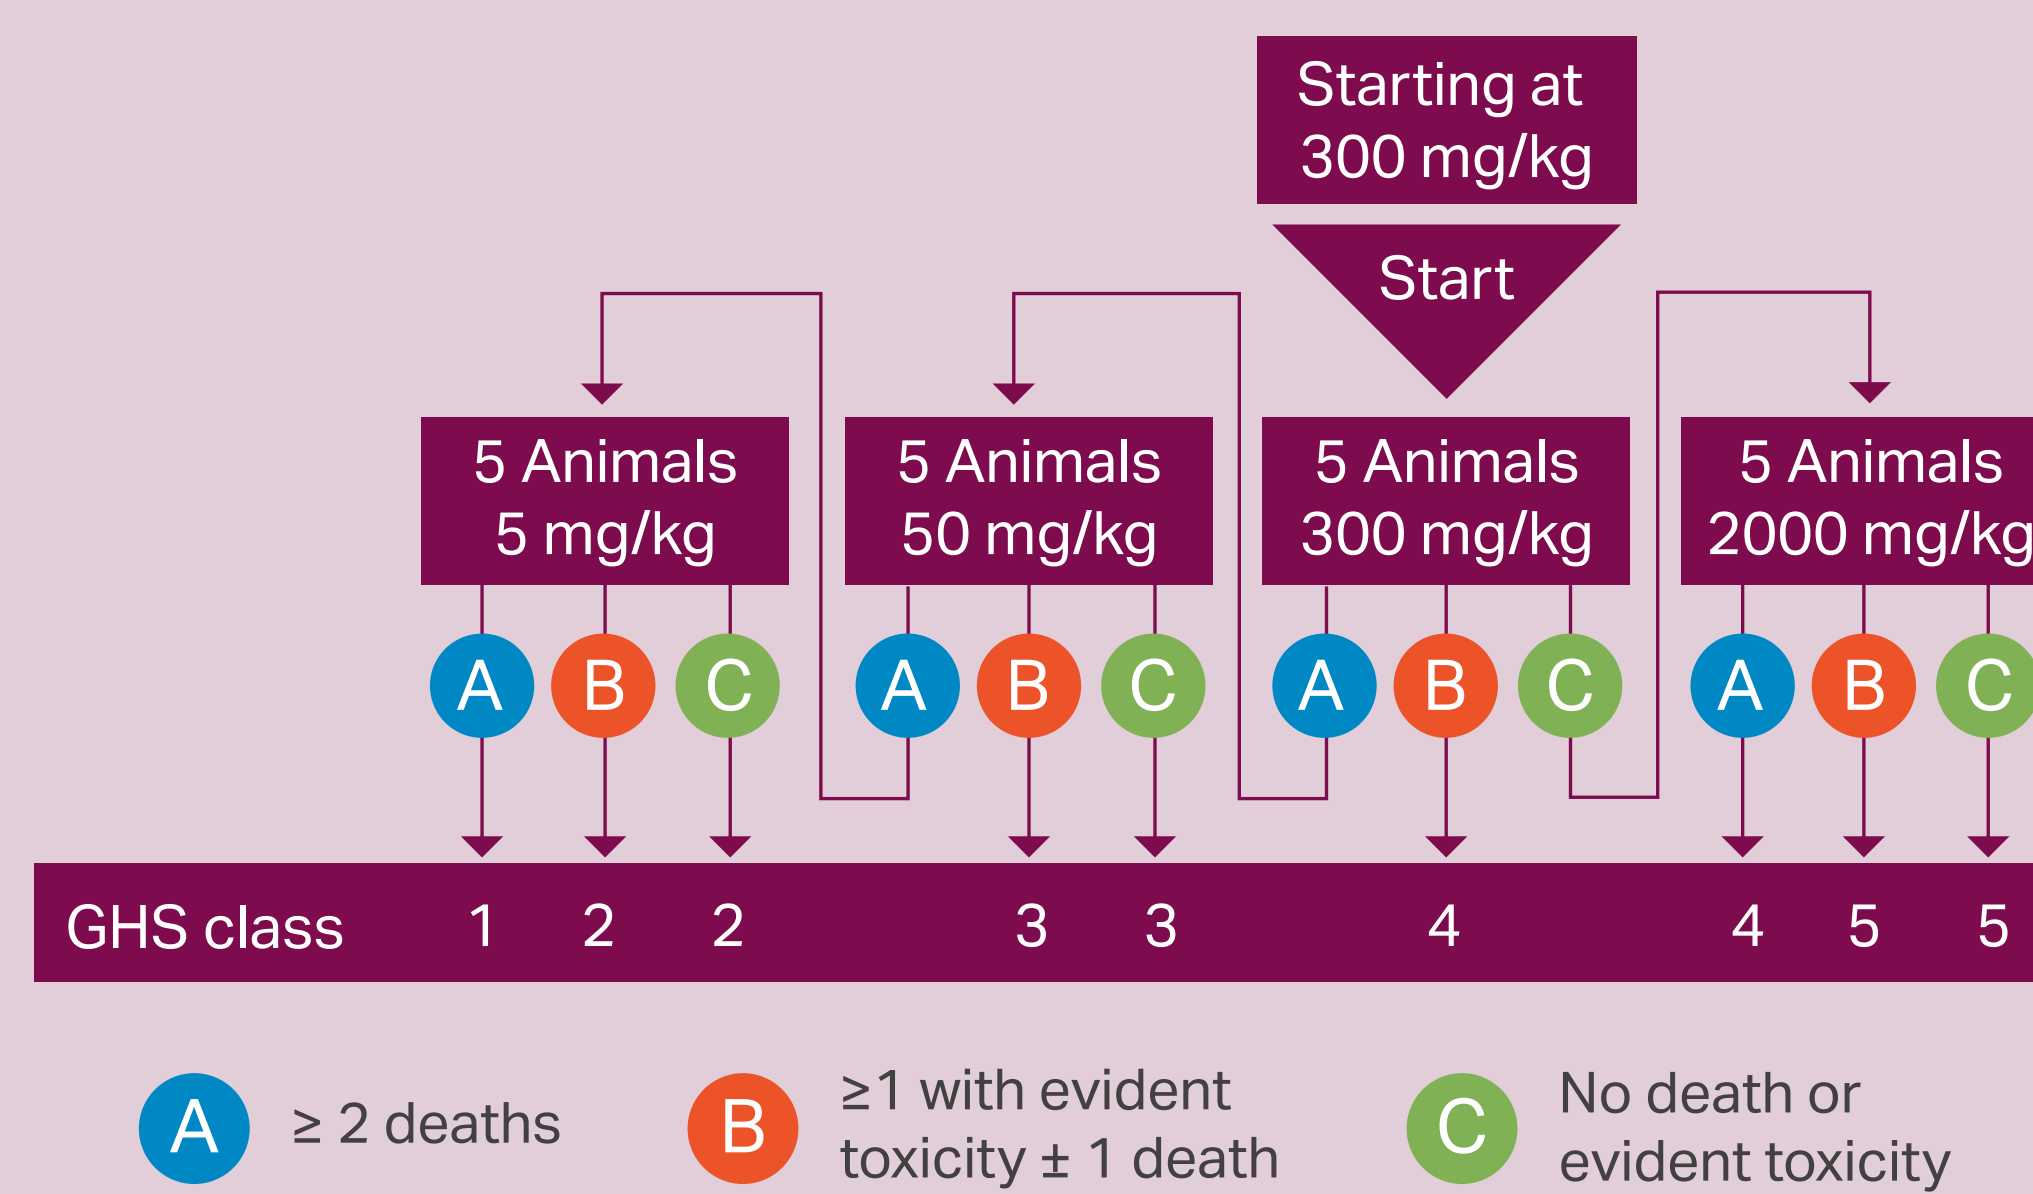 Starting at
300 mg/kg
Start
5 Animals
5 mg/kg
5 Animals
50 mg/kg
5 Animals
300 mg/kg
5 Animals
2000 mg/kg
A B C A B C A B C A B C
GHS class 1 2 2 3 3 4 4 5 5
A ≥ 2 deaths
B ≥1 with evident
toxicity ± 1 death
C No death or
evident toxicity